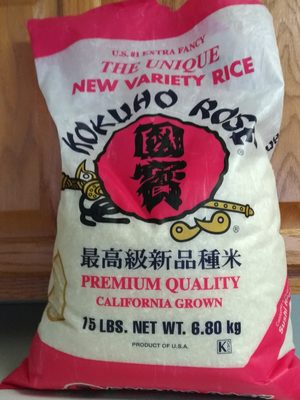 U.S. #1 EXTRA FANCY
THE UNIQUE
NEW VARIETY RICE
KOKUHO ROSE
®
國寶
®
最高級新品種米
PREMIUM QUALITY
CALIFORNIA GROWN
15 LBS. NET WT. 6.80 kg
PRODUCT OF U.S.A.
K